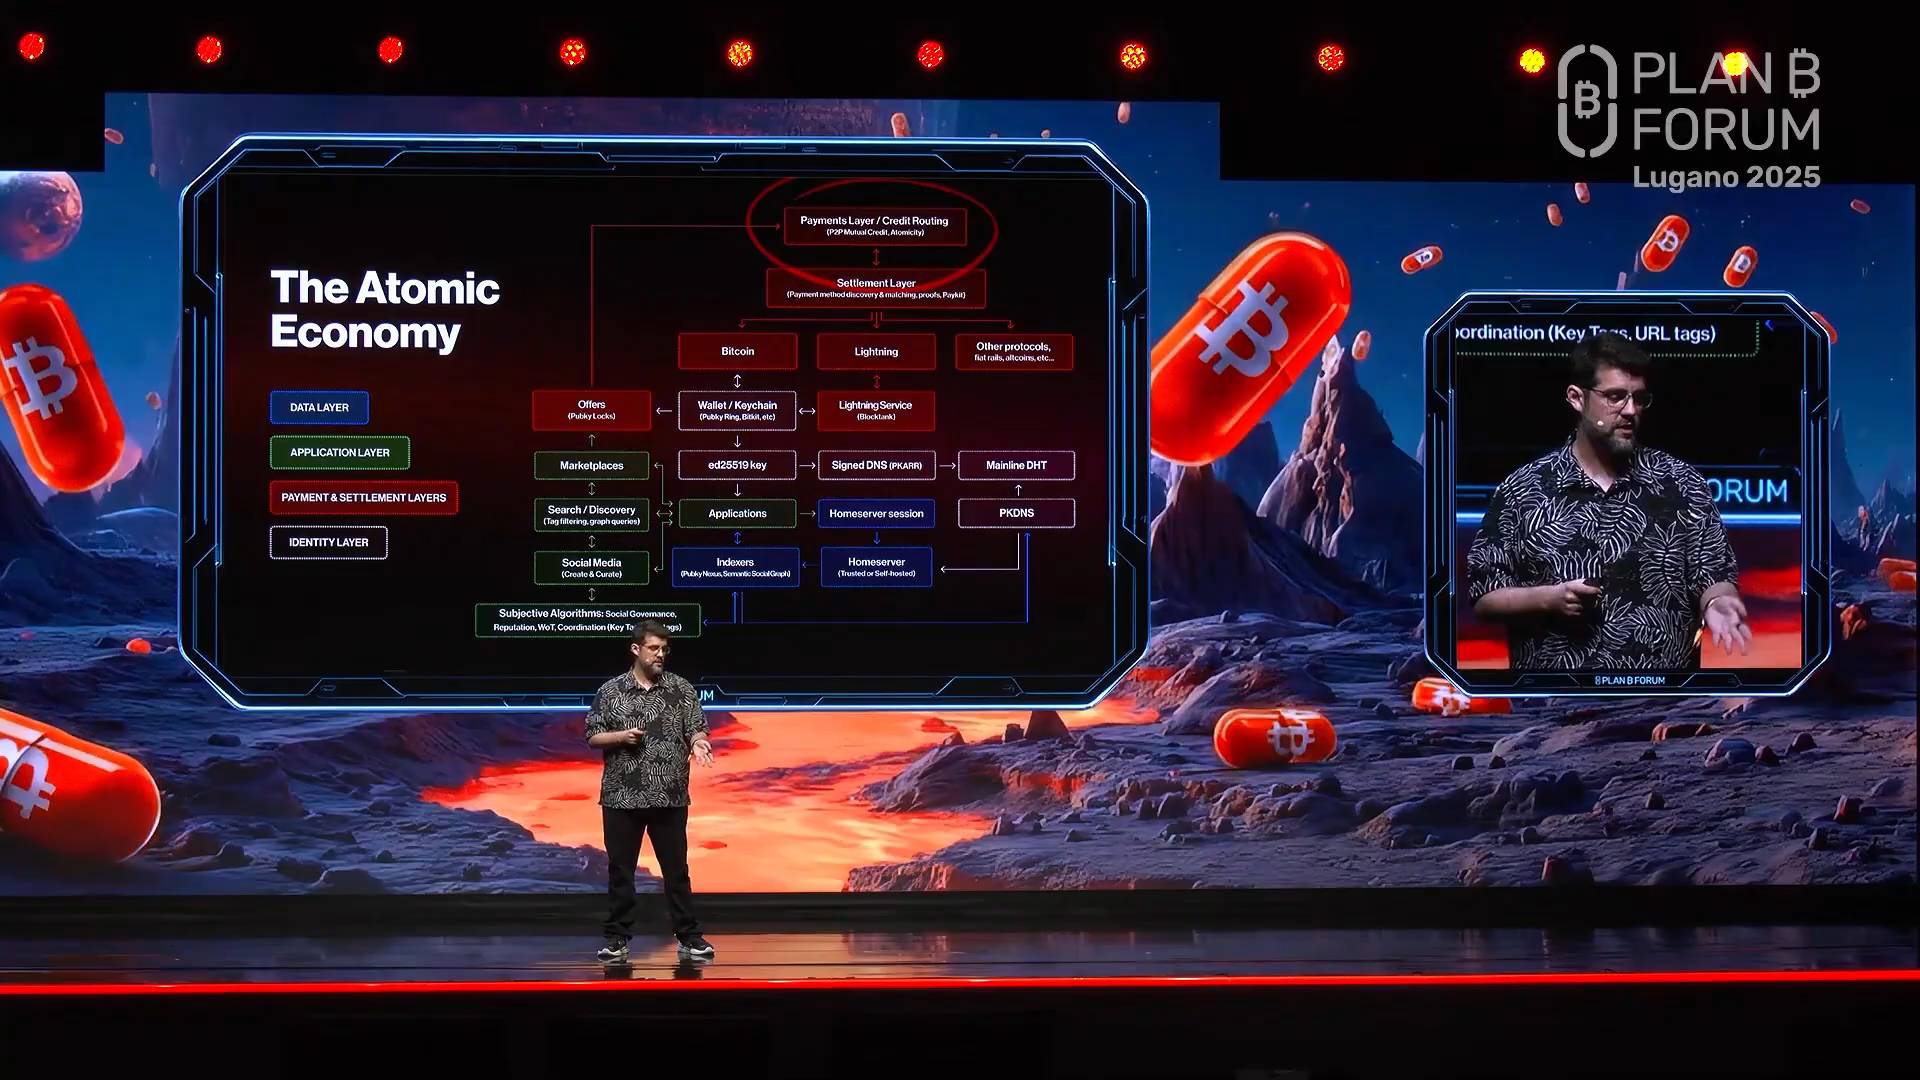 PLAN ₿
FORUM
Lugano 2025
The Atomic
Economy
DATA LAYER
APPLICATION LAYER
PAYMENT & SETTLEMENT LAYERS
IDENTITY LAYER
Payments Layer / Credit Routing
(P2P Mutual Credit, Atomicity)
Settlement Layer
(Payment method discovery & matching, proofs, Paykit)
Bitcoin
Lightning
Other protocols,
fiat rails, altcoins, etc...
Offers
(Pubky Locks)
Wallet / Keychain
(Pubky Ring, Bitkit, etc)
Lightning Service
(Blocktank)
Marketplaces
ed25519 key
Signed DNS (PKARR)
Mainline DHT
Search / Discovery
(Tag filtering, graph queries)
Applications
Homeserver session
PKDNS
Social Media
(Create & Curate)
Indexers
(Pubky Nexus, Semantic Social Graph)
Homeserver
(Trusted or Self-hosted)
Subjective Algorithms: Social Governance,
Reputation, WoT, Coordination (Key Ta tags)
UM
oordination (Key Tags, URL tags)
ORUM
PLAN ₿ FORUM